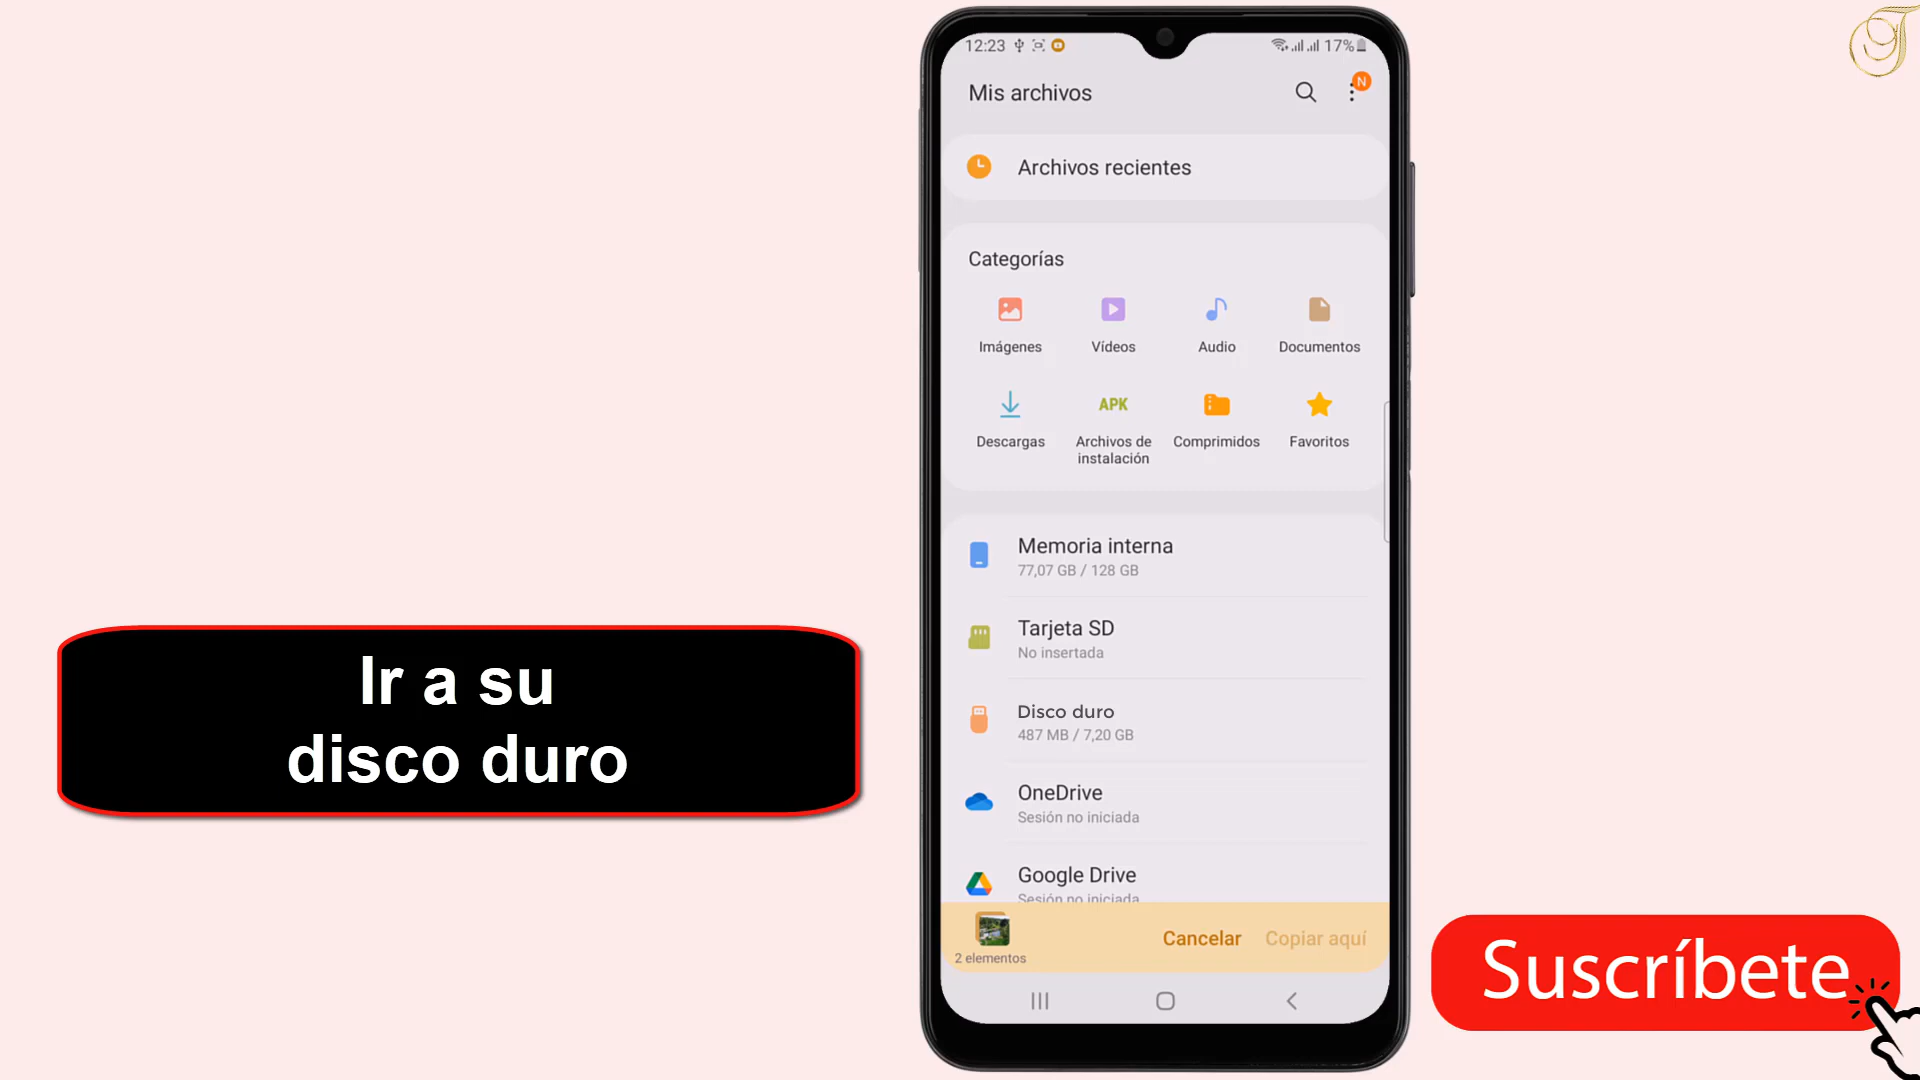 12:23
17%
Mis archivos
N
Archivos recientes
Categorías
Imágenes
Vídeos
Audio
Documentos
Descargas
APK
Archivos de
instalación
Comprimidos
Favoritos
Memoria interna
77,07 GB / 128 GB
Tarjeta SD
No insertada
Disco duro
487 MB / 7,20 GB
OneDrive
Sesión no iniciada
Google Drive
Sesión no iniciada
2 elementos
Cancelar
Copiar aquí
Ir a su
disco duro
Suscríbete